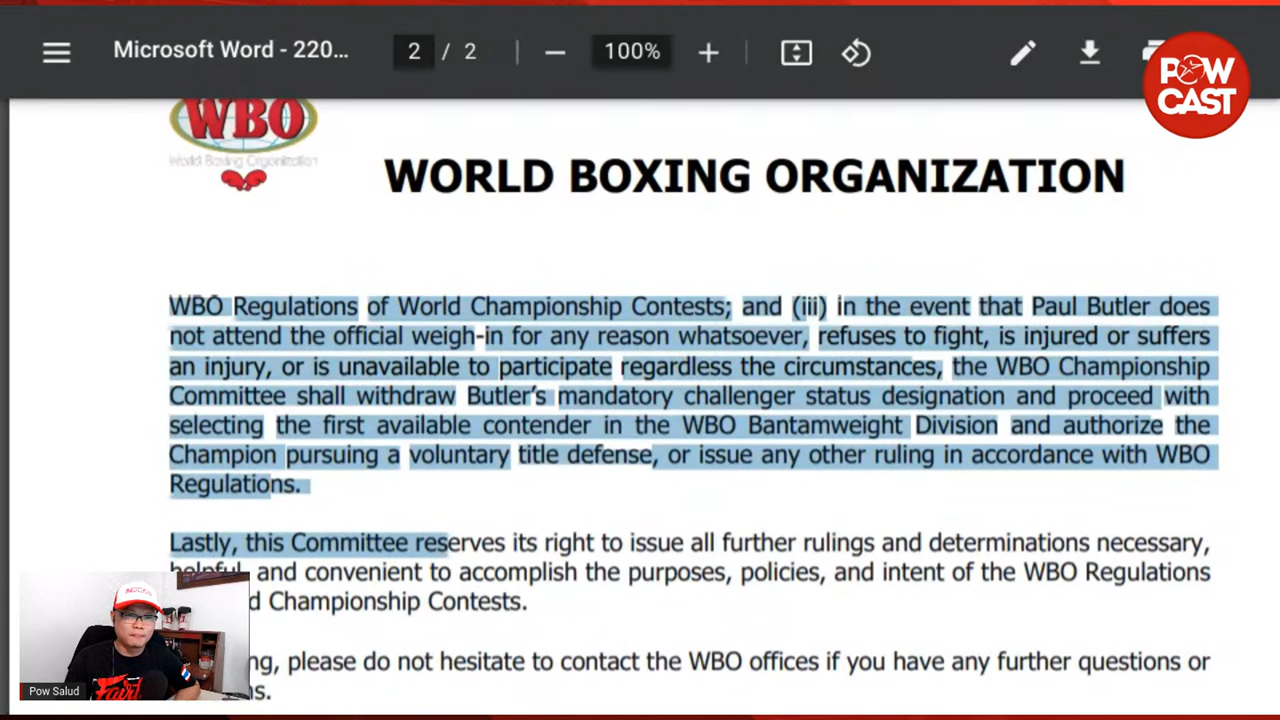 Microsoft Word - 220... 2 / 2 100%
POW
CAST
WBO
World Boxing Organization
WORLD BOXING ORGANIZATION
WBO Regulations of World Championship Contests; and (iii) in the event that Paul Butler does
not attend the official weigh-in for any reason whatsoever, refuses to fight, is injured or suffers
an injury, or is unavailable to participate regardless the circumstances, the WBO Championship
Committee shall withdraw Butler's mandatory challenger status designation and proceed with
selecting the first available contender in the WBO Bantamweight Division and authorize the
Champion pursuing a voluntary title defense, or issue any other ruling in accordance with WBO
Regulations.
Lastly, this Committee reserves its right to issue all further rulings and determinations necessary,
helpful, and convenient to accomplish the purposes, policies, and intent of the WBO Regulations
d Championship Contests.
ng, please do not hesitate to contact the WBO offices if you have any further questions or
s.
Pow Salud